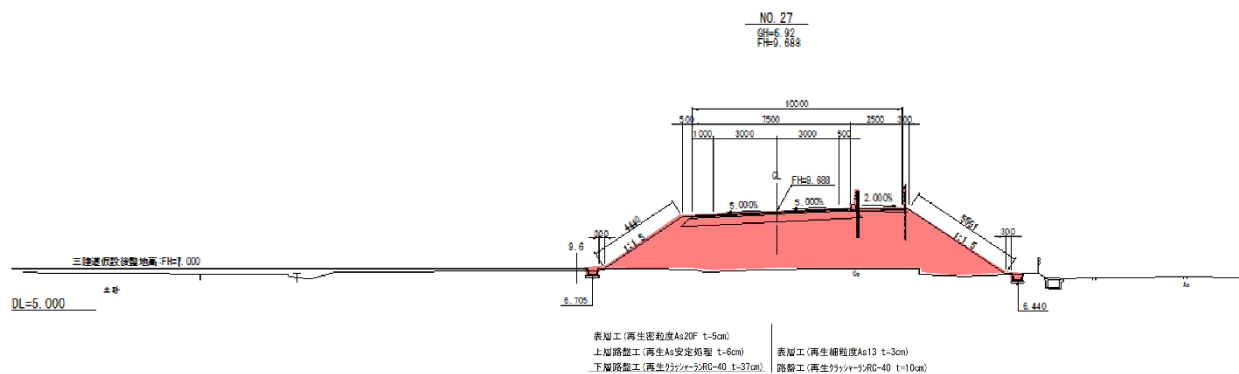 NO.27
GH=6.92
FH=9.688
10000
500 7500 2500 300
1000 3000 3000 500
CL FH=9.688
5.000% 5.000% 2.000%
4440 1:1.5
1:1.5
300 300
9.6
三陸道仮設後整地高:FH=7.000
DL=5.000
6.705
6.440
As
表層工(再生密粒度As20F t=5cm)
上層路盤工(再生As安定処理 t=6cm) 表層工(再生細粒度As13 t=3cm)
下層路盤工(再生クラッシャーランRC-40 t=37cm) 路盤工(再生クラッシャーランRC-40 t=10cm)